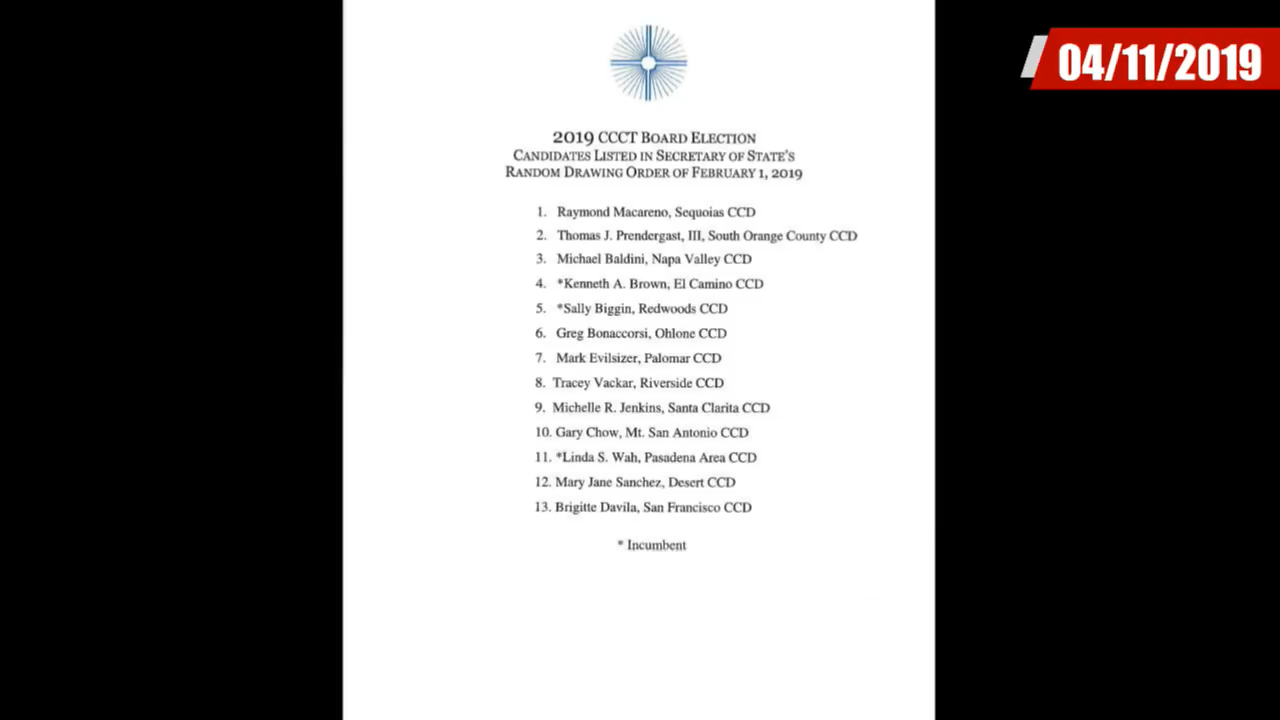 04/11/2019
2019 CCCT BOARD ELECTION
CANDIDATES LISTED IN SECRETARY OF STATE'S
RANDOM DRAWING ORDER OF FEBRUARY 1, 2019
1. Raymond Macareno, Sequoias CCD
2. Thomas J. Prendergast, III, South Orange County CCD
3. Michael Baldini, Napa Valley CCD
4. *Kenneth A. Brown, El Camino CCD
5. *Sally Biggin, Redwoods CCD
6. Greg Bonaccorsi, Ohlone CCD
7. Mark Evilsizer, Palomar CCD
8. Tracey Vackar, Riverside CCD
9. Michelle R. Jenkins, Santa Clarita CCD
10. Gary Chow, Mt. San Antonio CCD
11. *Linda S. Wah, Pasadena Area CCD
12. Mary Jane Sanchez, Desert CCD
13. Brigitte Davila, San Francisco CCD
* Incumbent